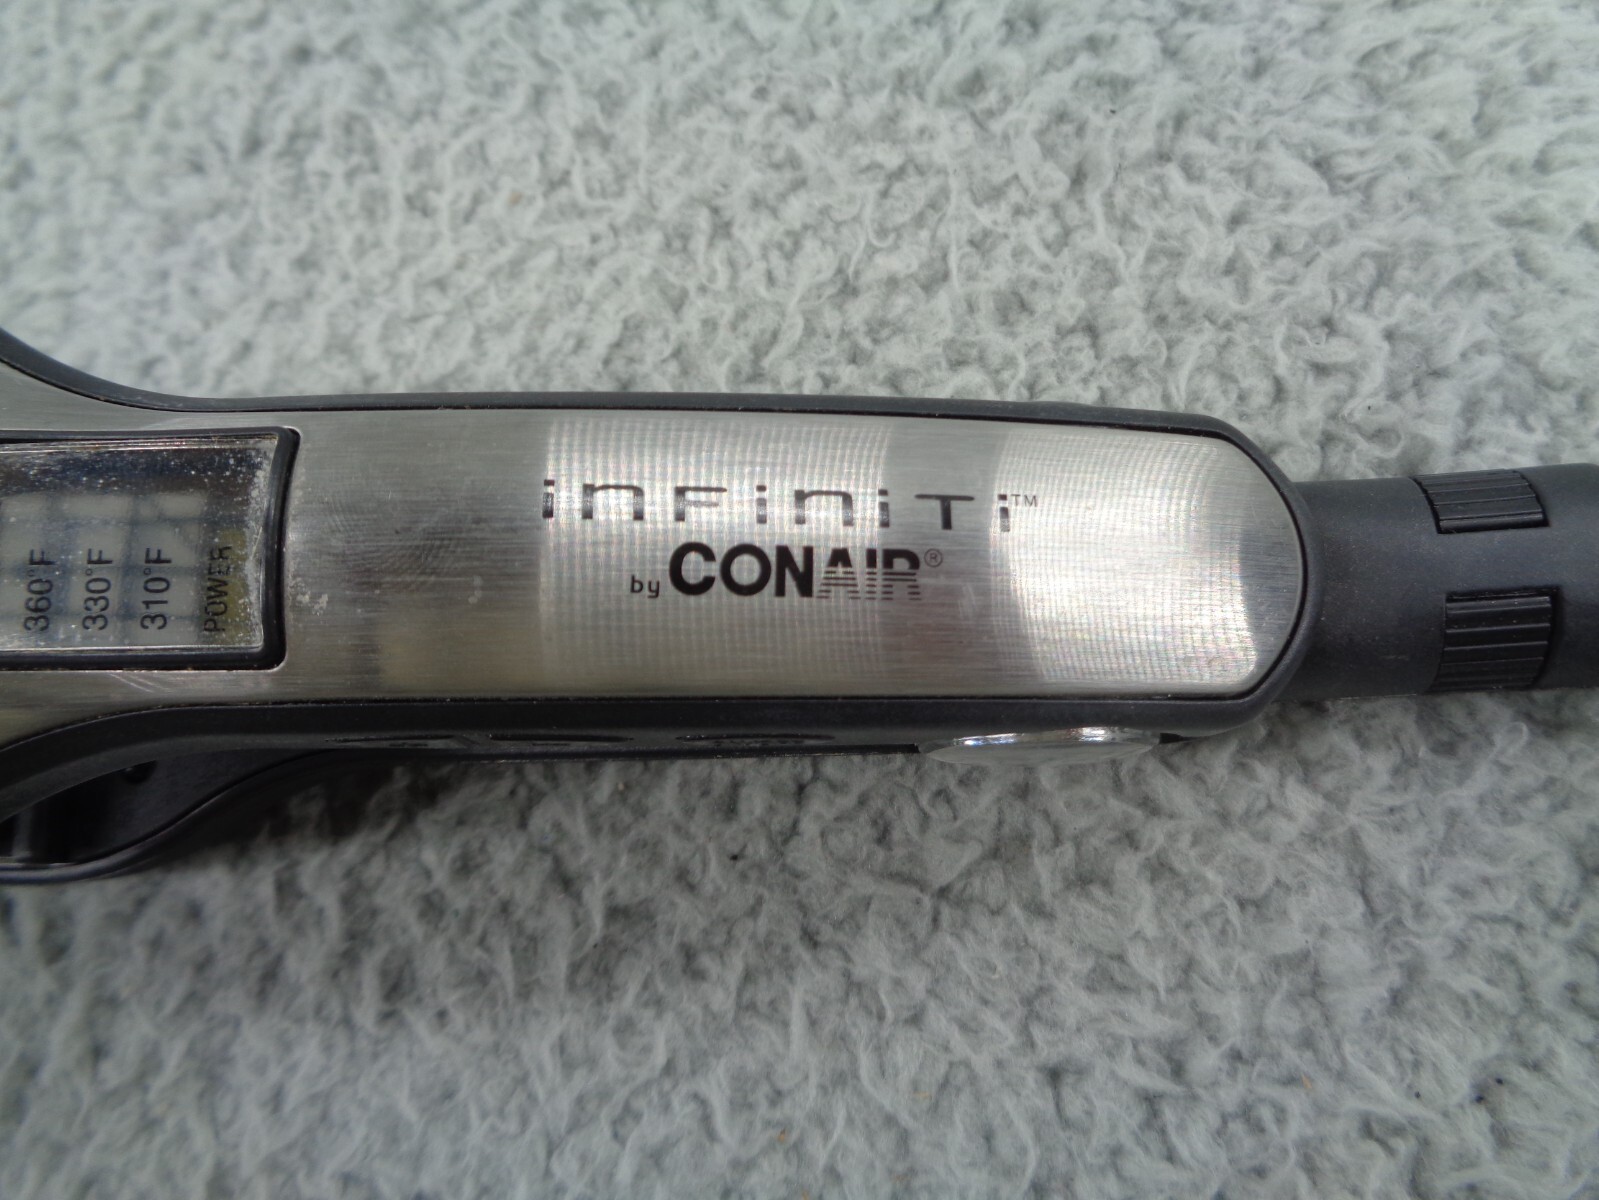 infiniti™
by CONAIR®
360°F
330°F
310°F
POWER